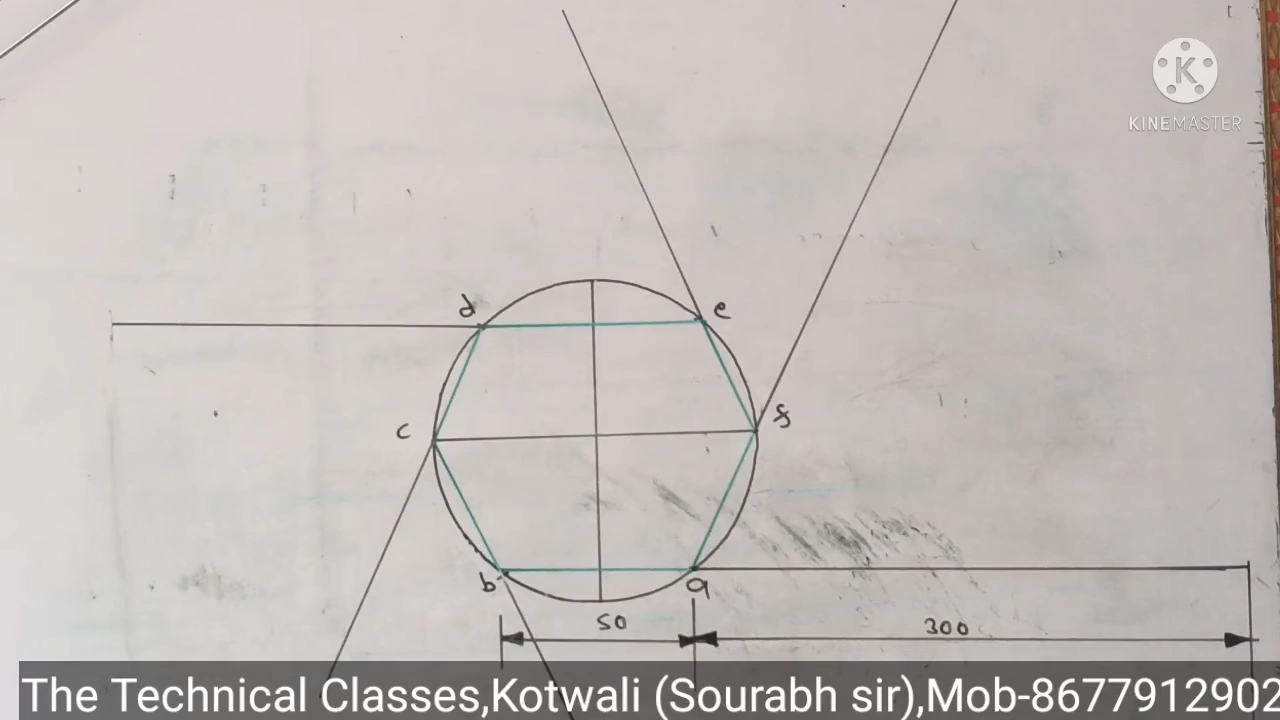 KINEMASTER
d
e
c
f
b
a
50
300
The Technical Classes,Kotwali (Sourabh sir),Mob-8677912902